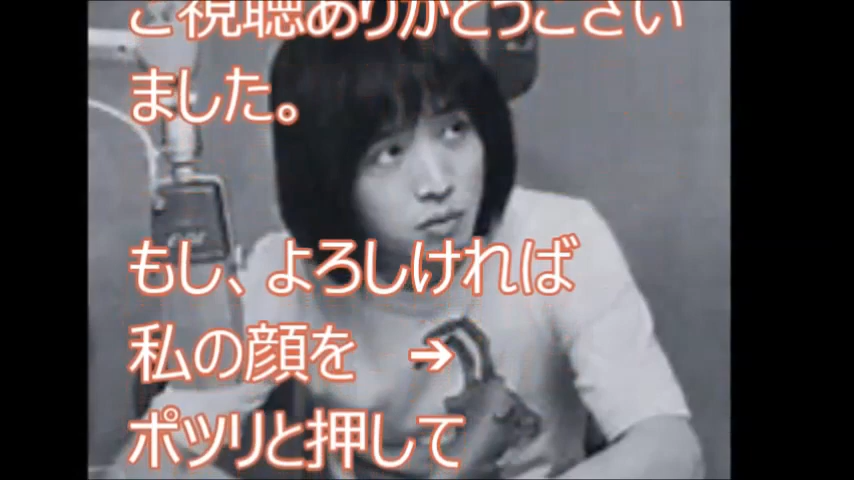 ご視聴ありがとうござい
ました。
もし、よろしければ
私の顔を　➔
ポツリと押して